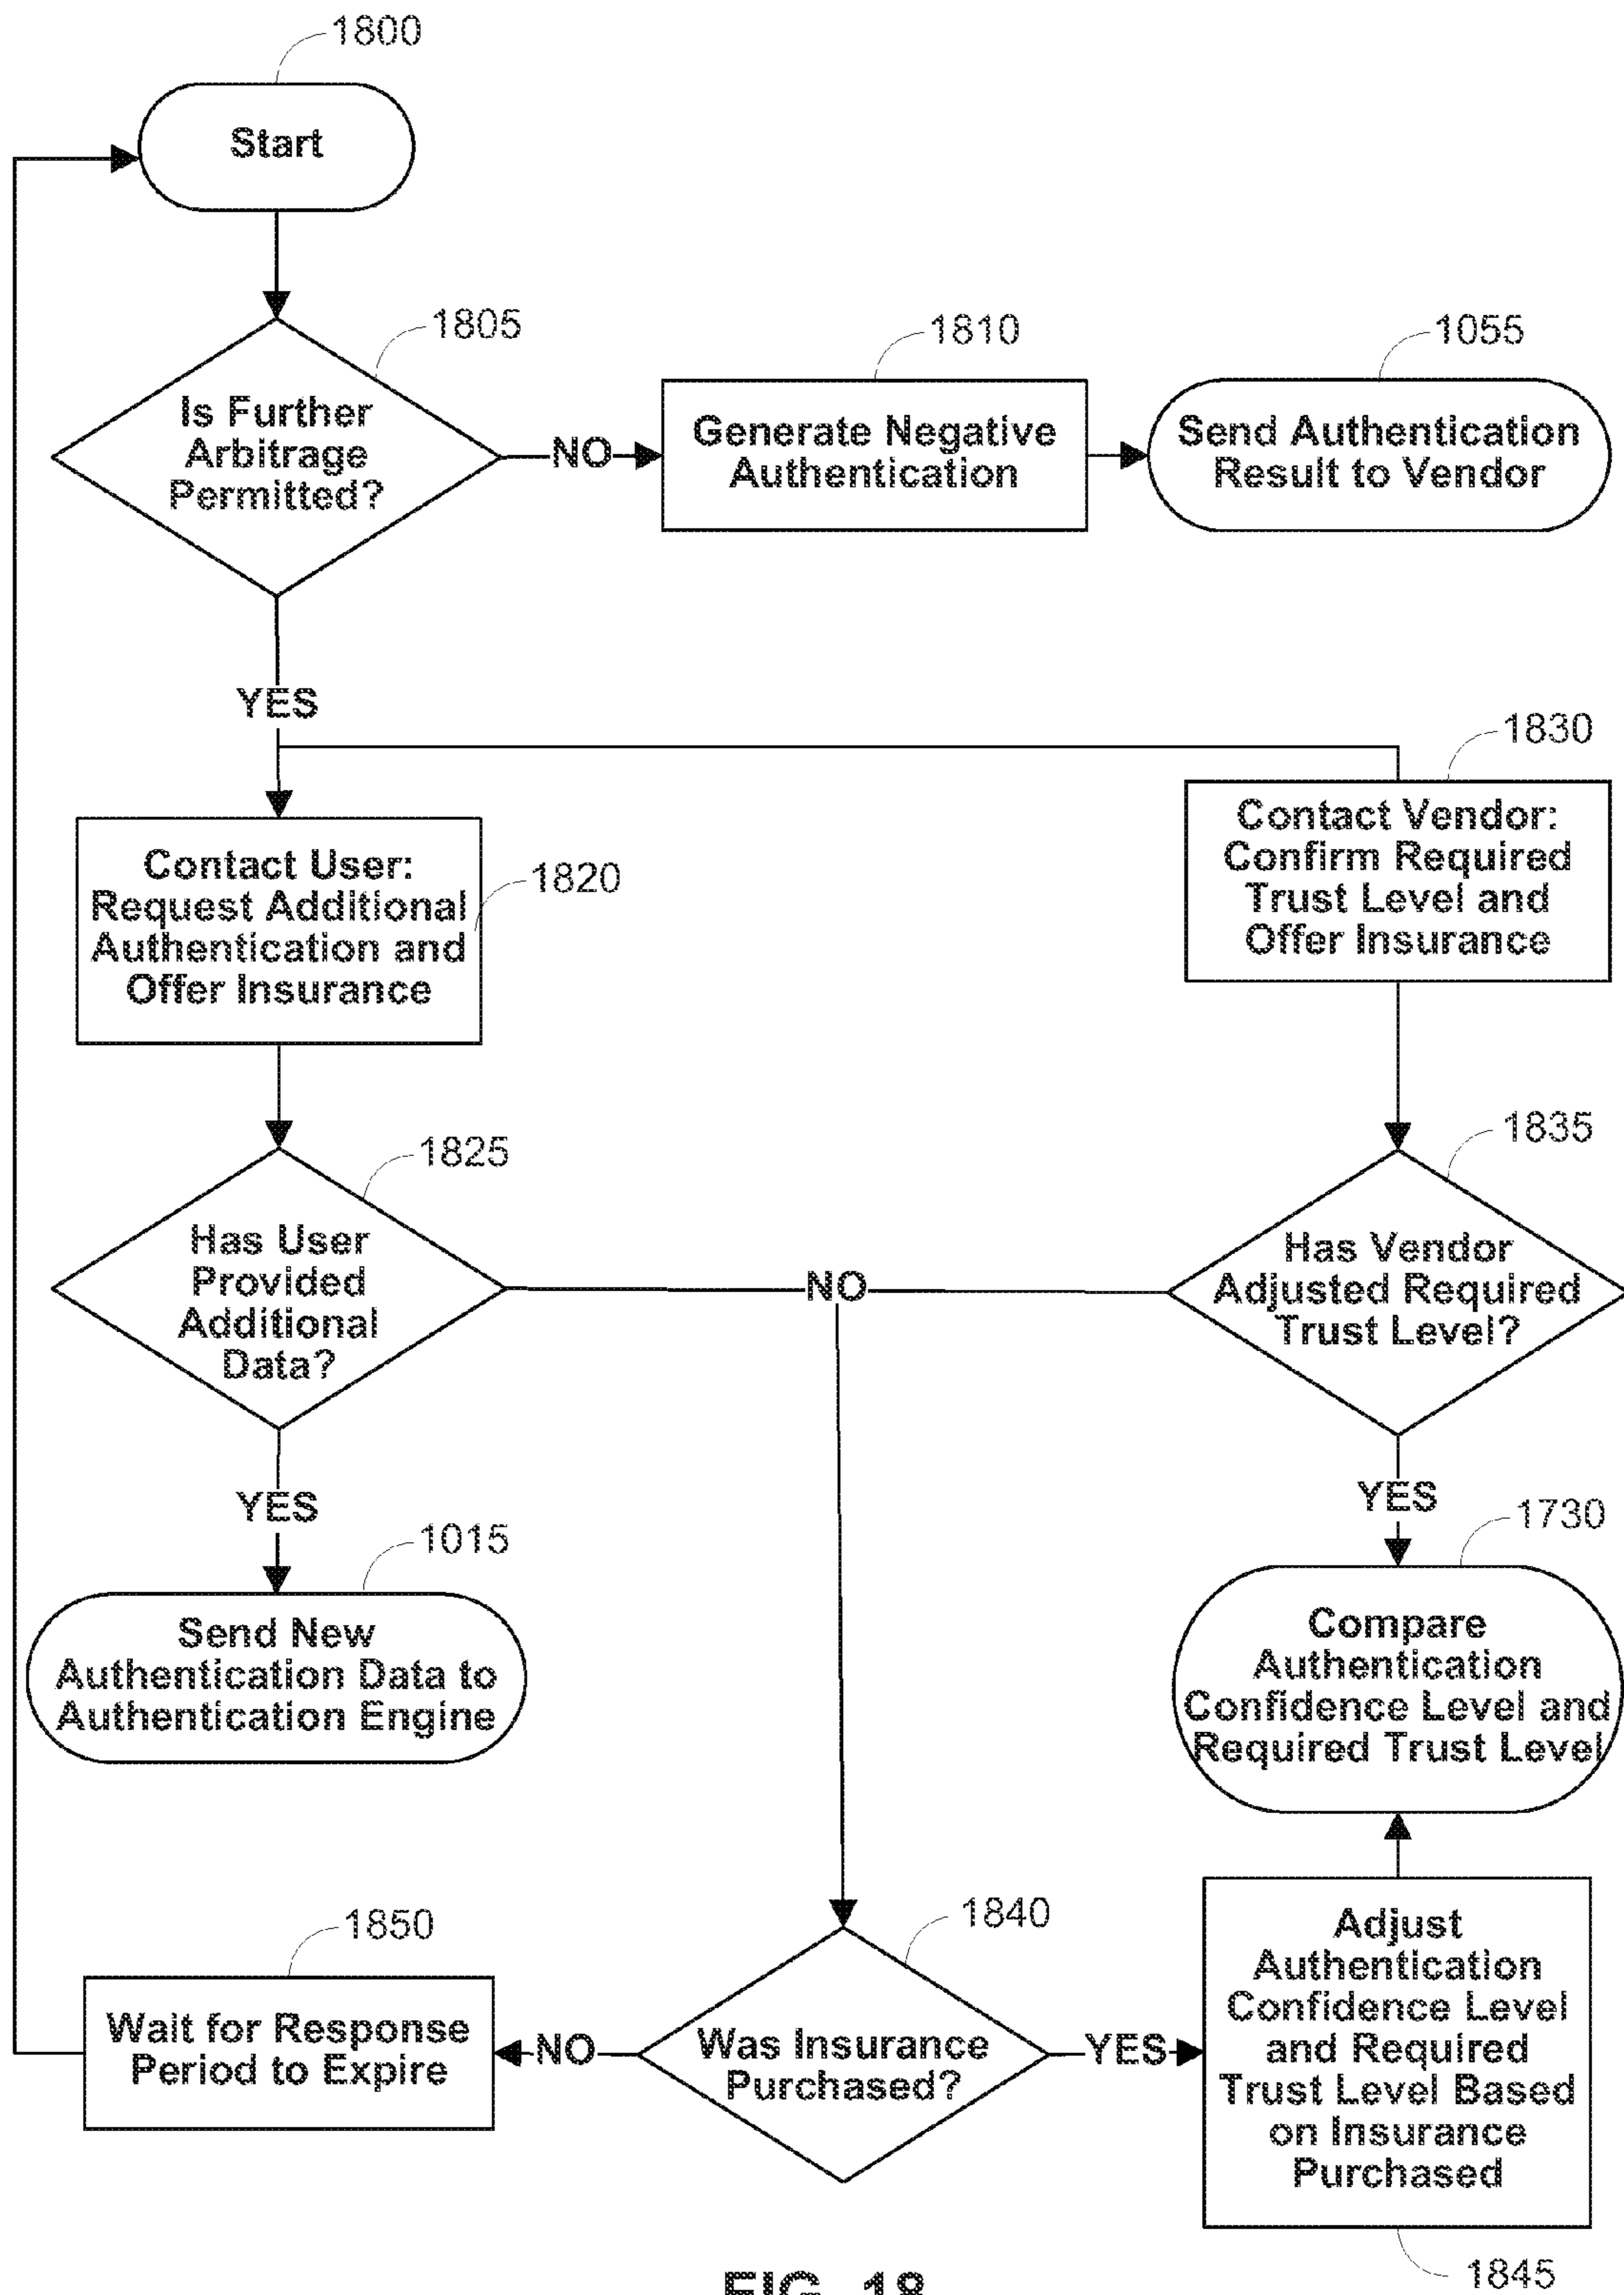 1800
Start
1805
Is Further
Arbitrage
Permitted?
NO
1810
Generate Negative
Authentication
1055
Send Authentication
Result to Vendor
YES
1830
Contact Vendor:
Confirm Required
Trust Level and
Offer Insurance
Contact User:
Request Additional
Authentication and
Offer Insurance
1820
1825
Has User
Provided
Additional
Data?
NO
1835
Has Vendor
Adjusted Required
Trust Level?
YES
1015
Send New
Authentication Data to
Authentication Engine
YES
1730
Compare
Authentication
Confidence Level and
Required Trust Level
1850
Wait for Response
Period to Expire
NO
1840
Was Insurance
Purchased?
YES
Adjust
Authentication
Confidence Level
and Required
Trust Level Based
on Insurance
Purchased
1845
FIG. 18